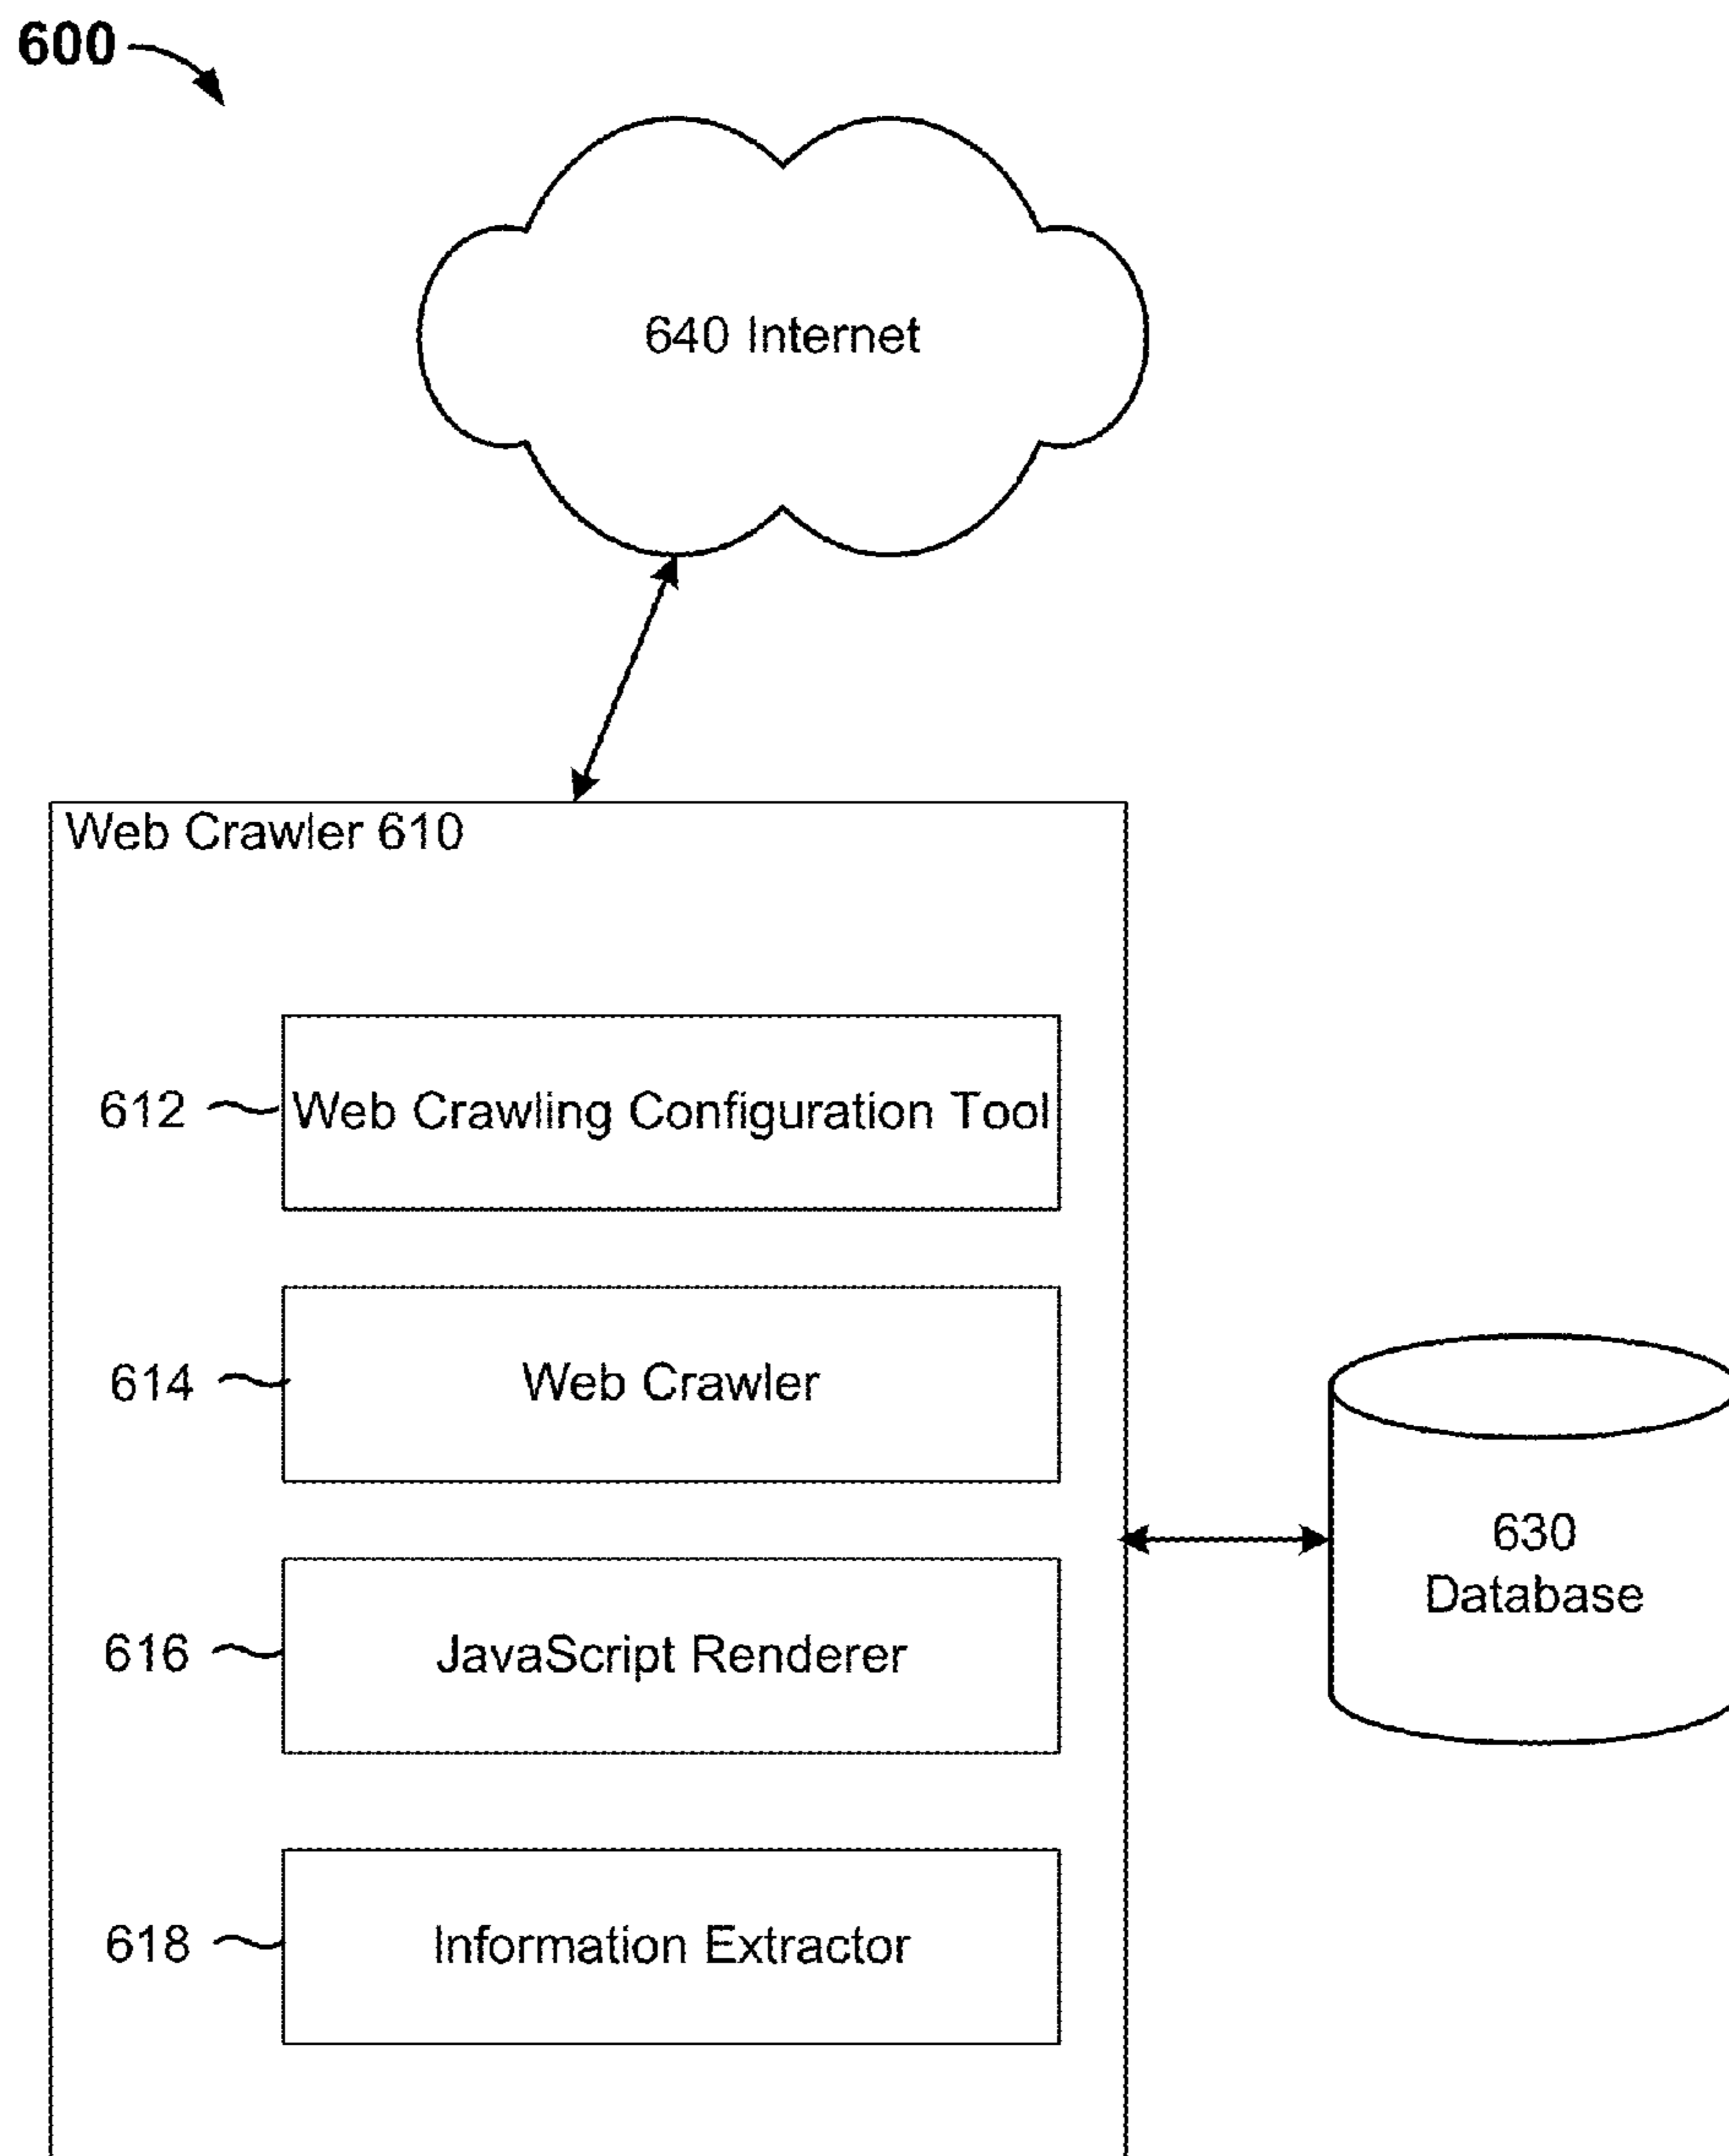 600
640 Internet
Web Crawler 610
612 Web Crawling Configuration Tool
614 Web Crawler
616 JavaScript Renderer
618 Information Extractor
630
Database